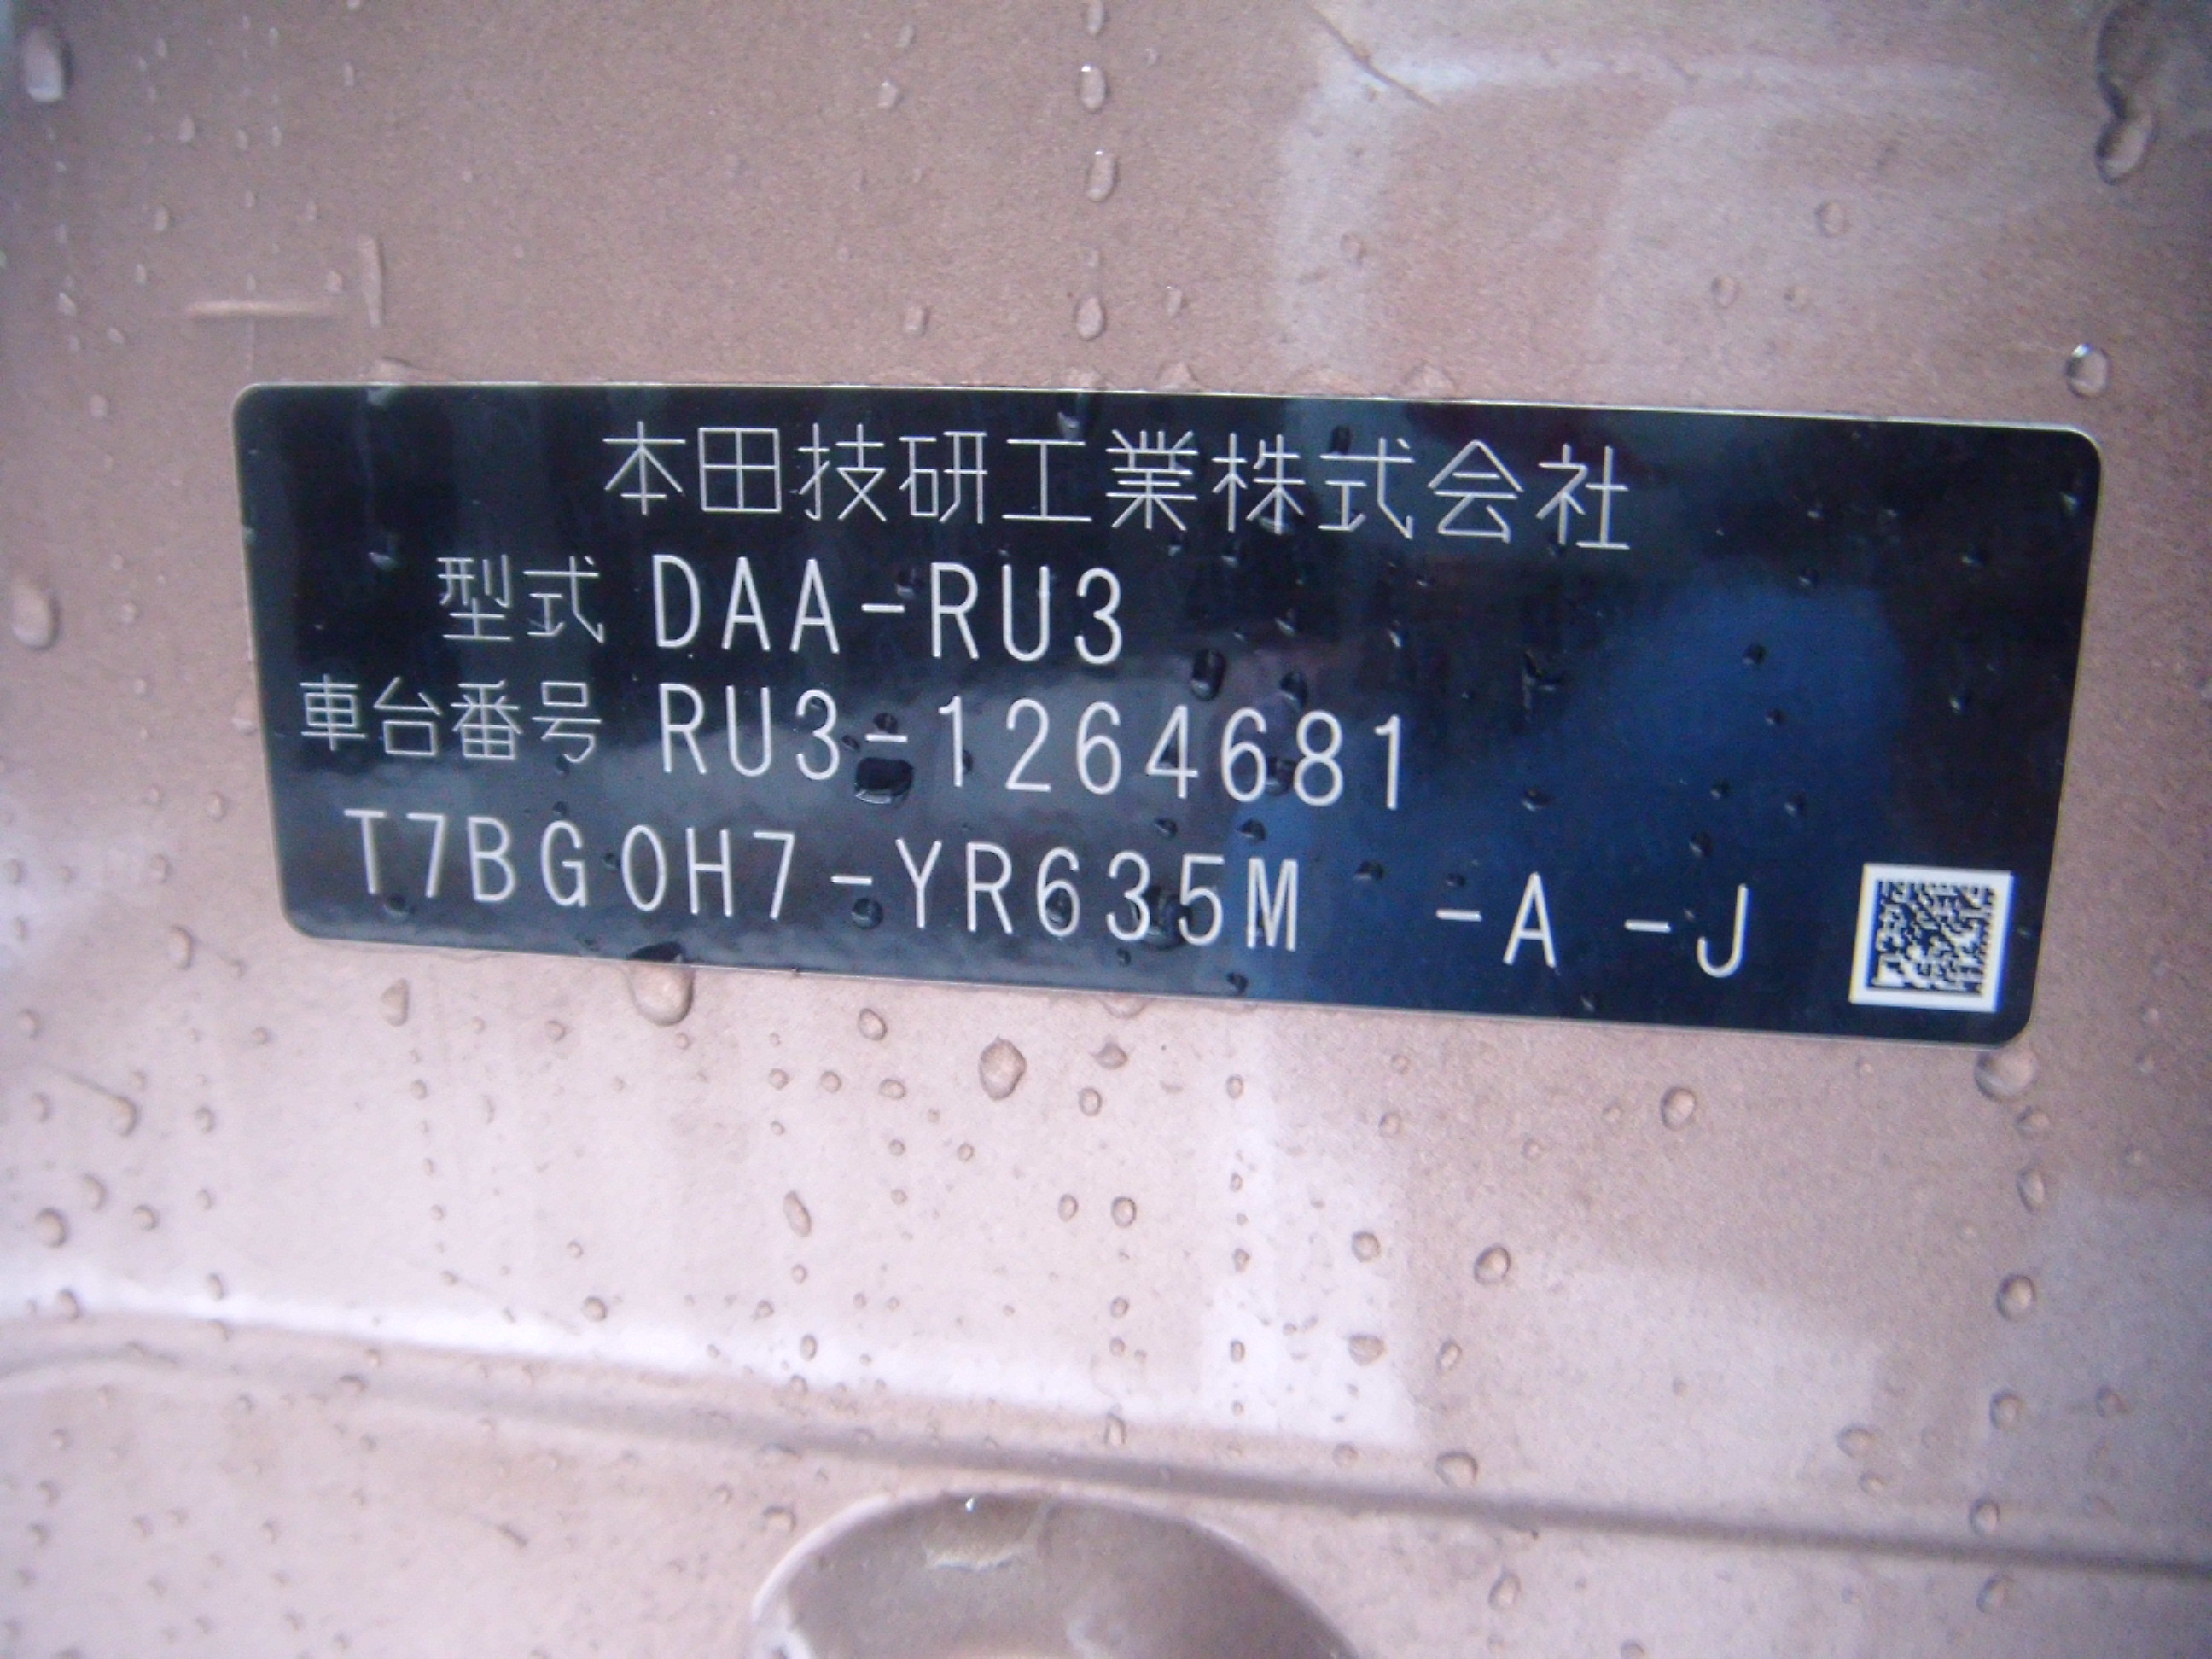 本田技研工業株式会社
型式 DAA-RU3
車台番号 RU3-1264681
T7BG0H7-YR635M -A -J